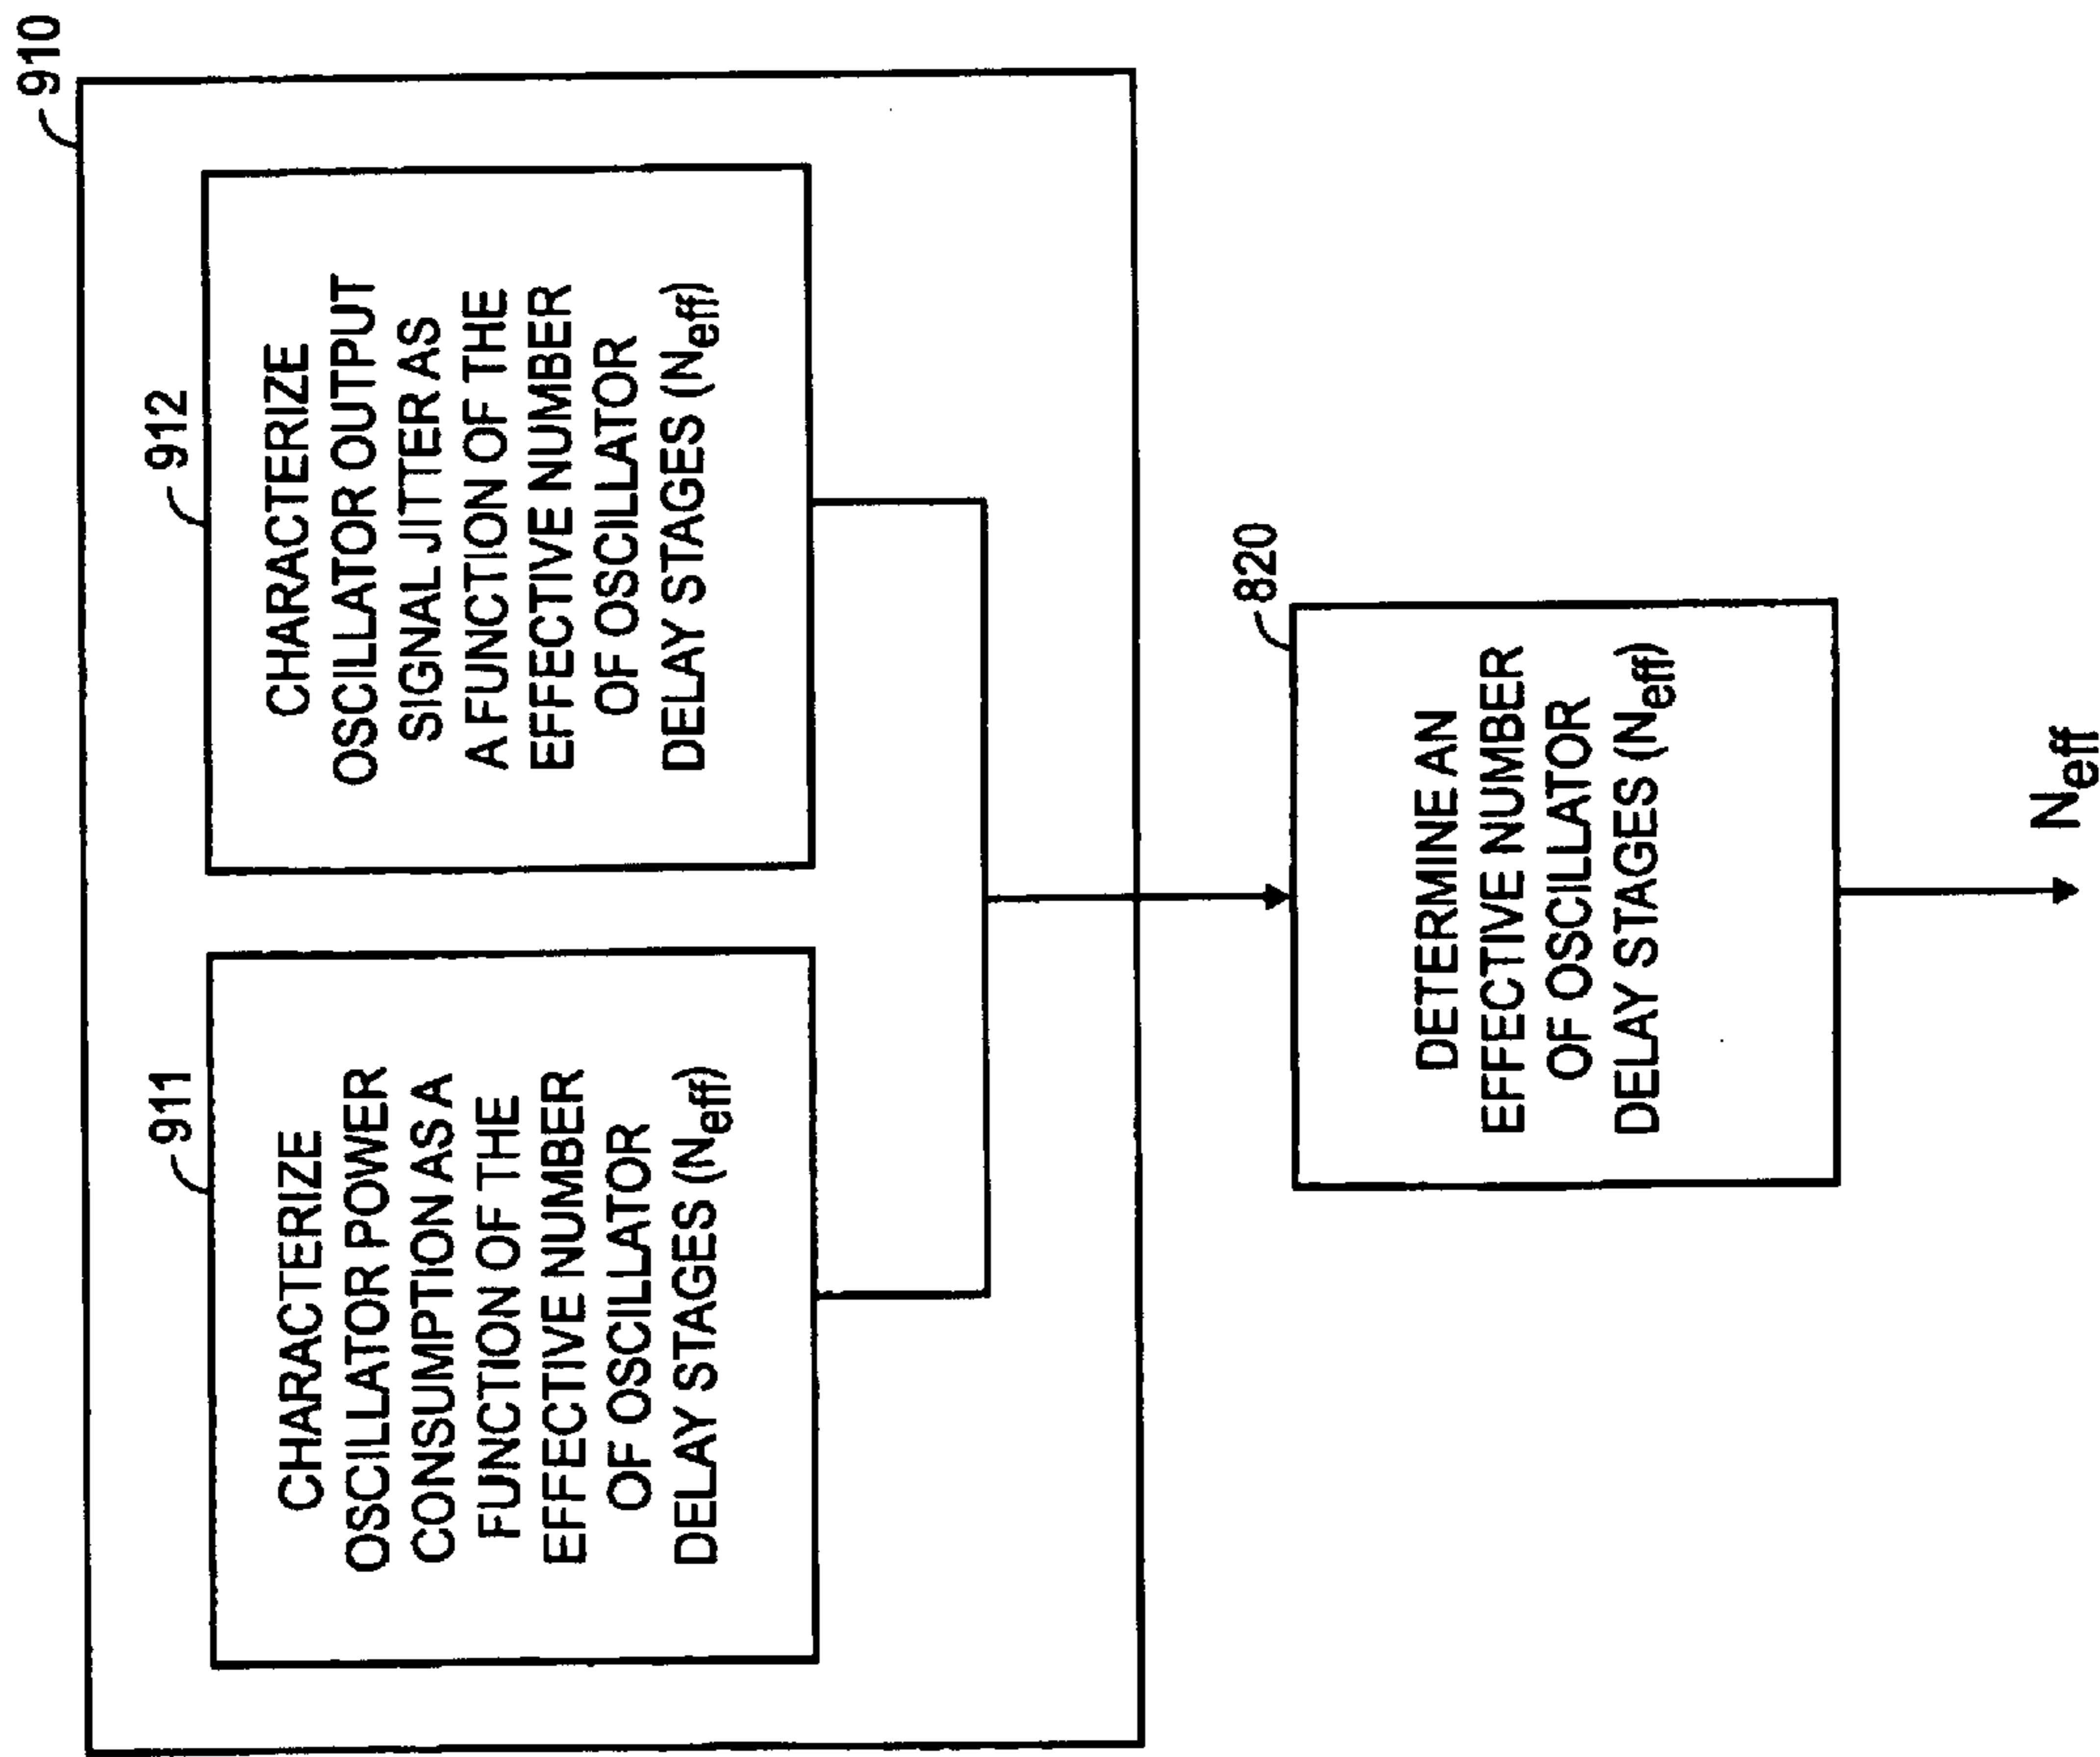 910
911
CHARACTERIZE
OSCILLATOR POWER
CONSUMPTION AS A
FUNCTION OF THE
EFFECTIVE NUMBER
OF OSCILLATOR
DELAY STAGES (Neff)
912
CHARACTERIZE
OSCILLATOR OUTPUT
SIGNAL JITTER AS
A FUNCTION OF THE
EFFECTIVE NUMBER
OF OSCILLATOR
DELAY STAGES (Neff)
820
DETERMINE AN
EFFECTIVE NUMBER
OF OSCILLATOR
DELAY STAGES (Neff)
Neff